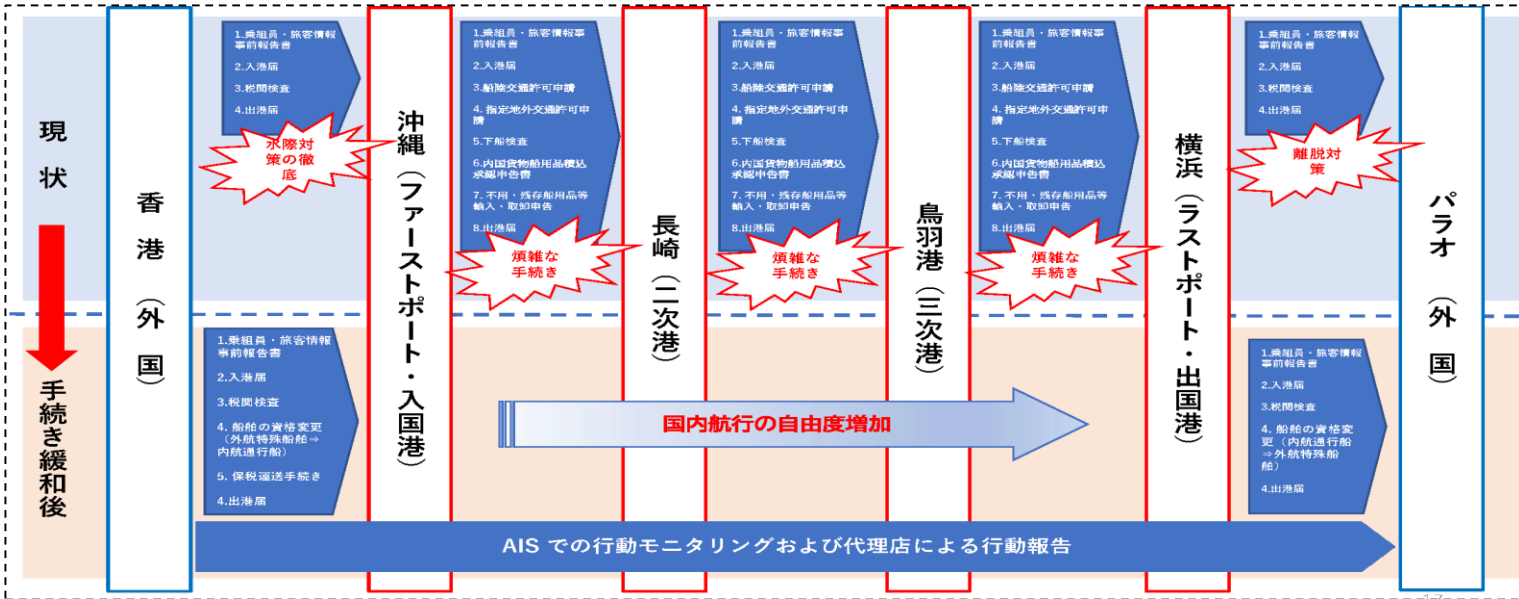 現状
手続き緩和後
香港（外国）
1.乗組員・旅客情報
事前報告書
2.入港届
3.税関検査
4.出港届
水際対
策の徹
底
沖縄（ファーストポート・入国港）
1.乗組員・旅客情報事
前報告書
2.入港届
3.船陸交通許可申請
4. 指定地外交通許可申
請
5.下船検査
6.内国貨物船用品積込
承認申告書
7. 不用・残存船用品等
輸入・取卸申告
8.出港届
煩雑な
手続き
長崎（二次港）
1.乗組員・旅客情報事
前報告書
2.入港届
3.船陸交通許可申請
4. 指定地外交通許可申
請
5.下船検査
6.内国貨物船用品積込
承認申告書
7. 不用・残存船用品等
輸入・取卸申告
8.出港届
煩雑な
手続き
鳥羽港（三次港）
1.乗組員・旅客情報事
前報告書
2.入港届
3.船陸交通許可申請
4. 指定地外交通許可申
請
5.下船検査
6.内国貨物船用品積込
承認申告書
7. 不用・残存船用品等
輸入・取卸申告
8.出港届
煩雑な
手続き
横浜（ラストポート・出国港）
1.乗組員・旅客情報
事前報告書
2.入港届
3.税関検査
4.出港届
離脱対
策
パラオ（外国）
1.乗組員・旅客情報
事前報告書
2.入港届
3.税関検査
4. 船舶の資格変更
（外航特殊船舶⇒
内航通行船）
5. 保税運送手続き
4.出港届
国内航行の自由度増加
1.乗組員・旅客情報
事前報告書
2.入港届
3.税関検査
4. 船舶の資格変
更（内航通行船
⇒外航特殊船
舶）
4.出港届
AIS での行動モニタリングおよび代理店による行動報告